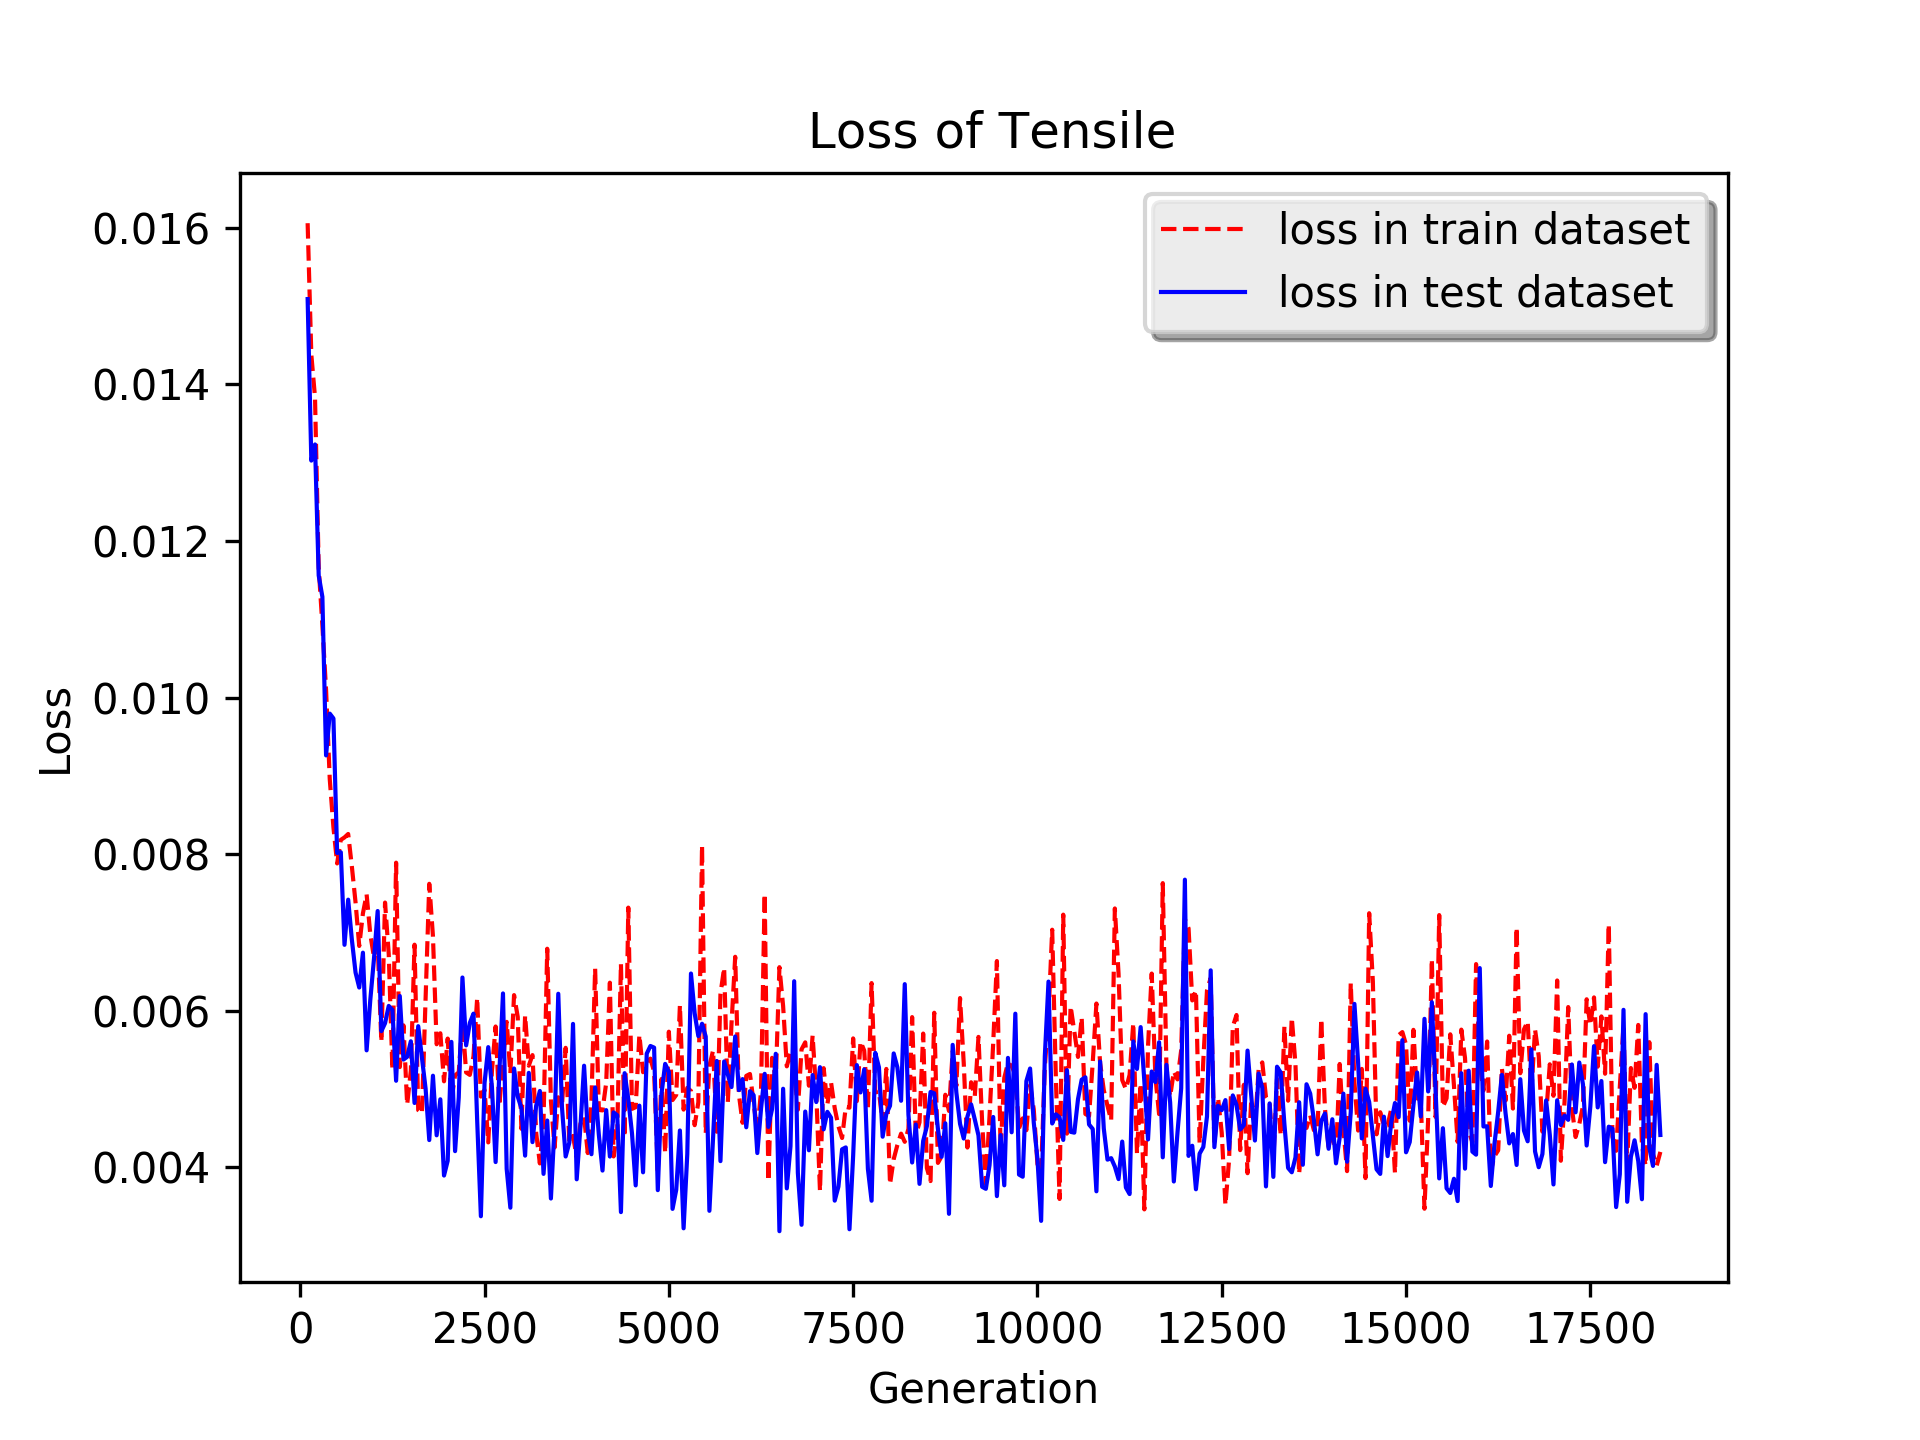 Loss of Tensile
0.016
0.014
0.012
0.010
0.008
0.006
0.004
Loss
loss in train dataset
loss in test dataset
0 2500 5000 7500 10000 12500 15000 17500
Generation